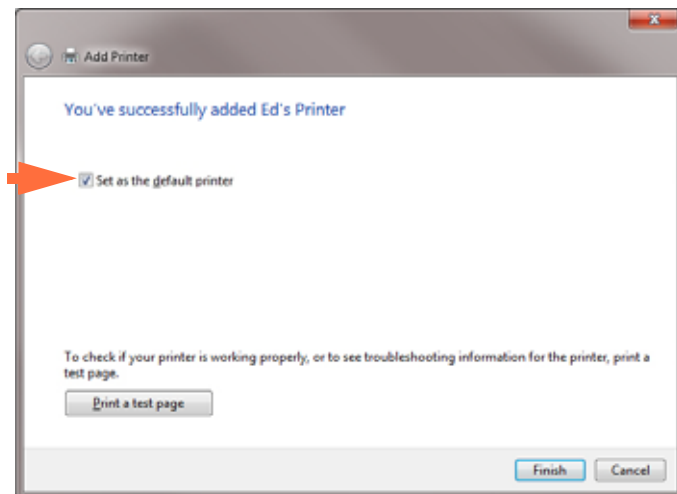 Add Printer
You've successfully added Ed's Printer
Set as the default printer
To check if your printer is working properly, or to see troubleshooting information for the printer, print a
test page.
Print a test page
Finish Cancel